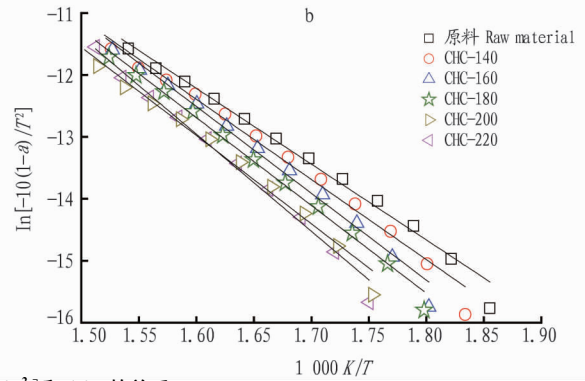 b
原料 Raw material
CHC-140
CHC-160
CHC-180
CHC-200
CHC-220
ln[-10(1-a)/T²]
-11
-12
-13
-14
-15
-16
1.50 1.55 1.60 1.65 1.70 1.75 1.80 1.85 1.90
1 000 K/T